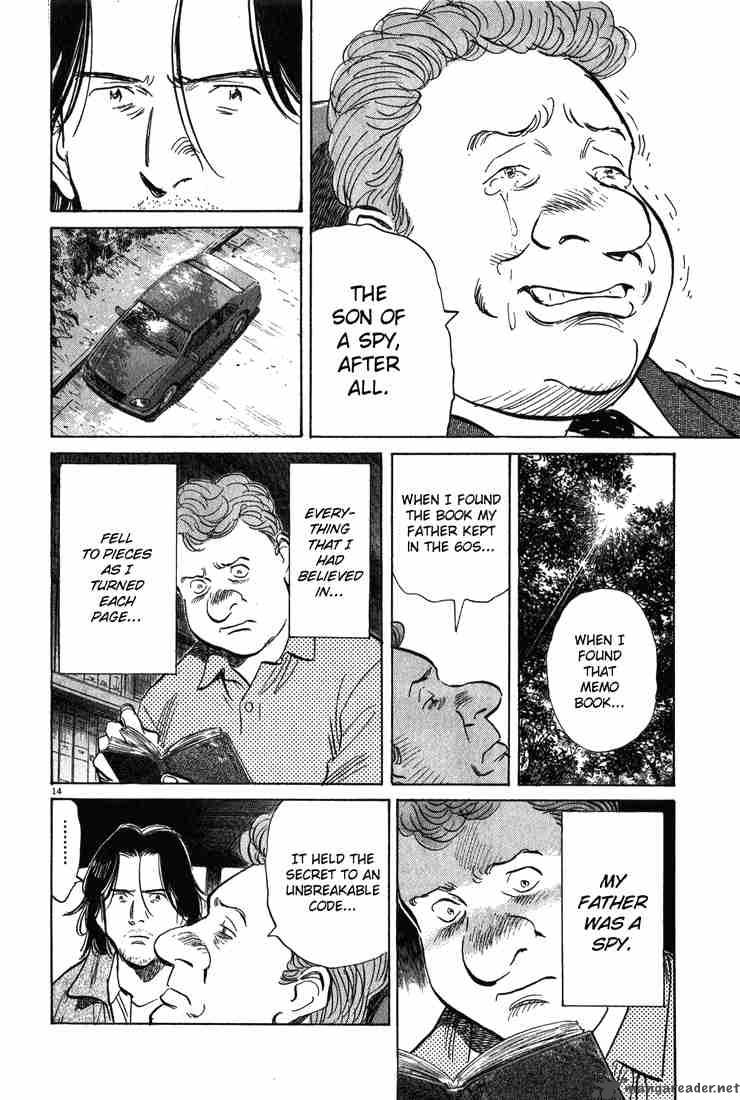 THE
SON OF
A SPY,
AFTER
ALL.
WHEN I
FOUND
THAT
MEMO
BOOK...
WHEN I FOUND
THE BOOK MY
FATHER KEPT
IN THE 60S...
EVERY-
THING
THAT I
HAD
BELIEVED
IN...
FELL
TO PIECES
AS I
TURNED
EACH
PAGE...
14
MY
FATHER
WAS A
SPY.
IT HELD THE
SECRET TO AN
UNBREAKABLE
CODE...
........
mangareader.net